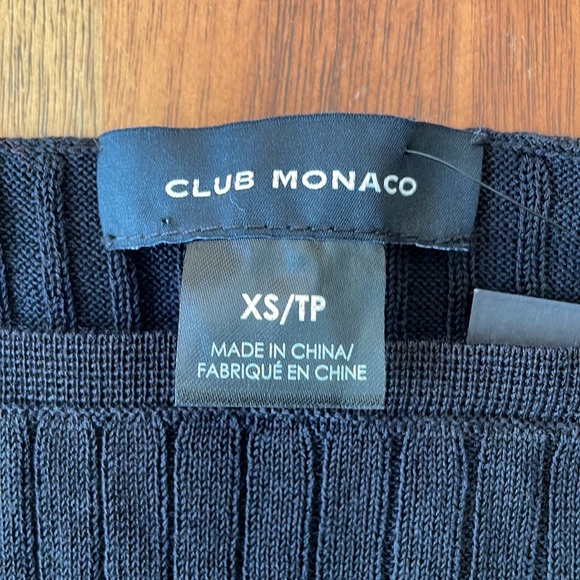 CLUB MONACO
XS/TP
MADE IN CHINA/
FABRIQUÉ EN CHINE